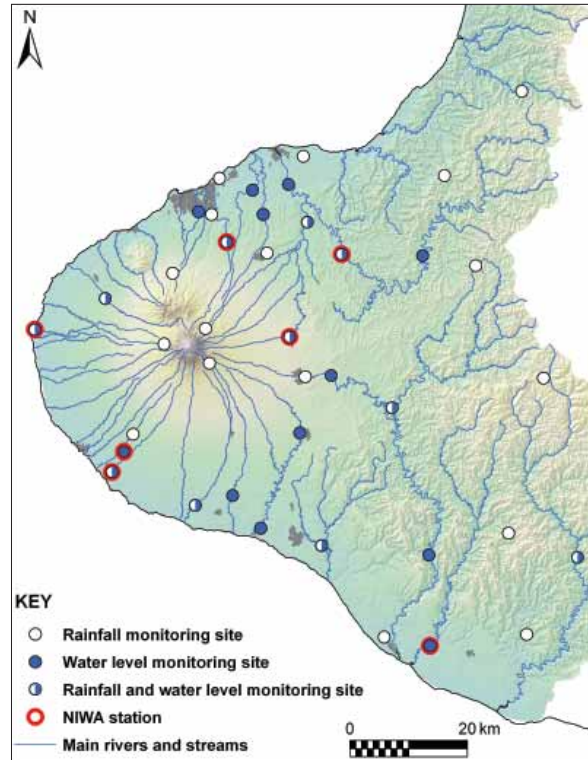 N
KEY
Rainfall monitoring site
Water level monitoring site
Rainfall and water level monitoring site
NIWA station
Main rivers and streams
0 20 km